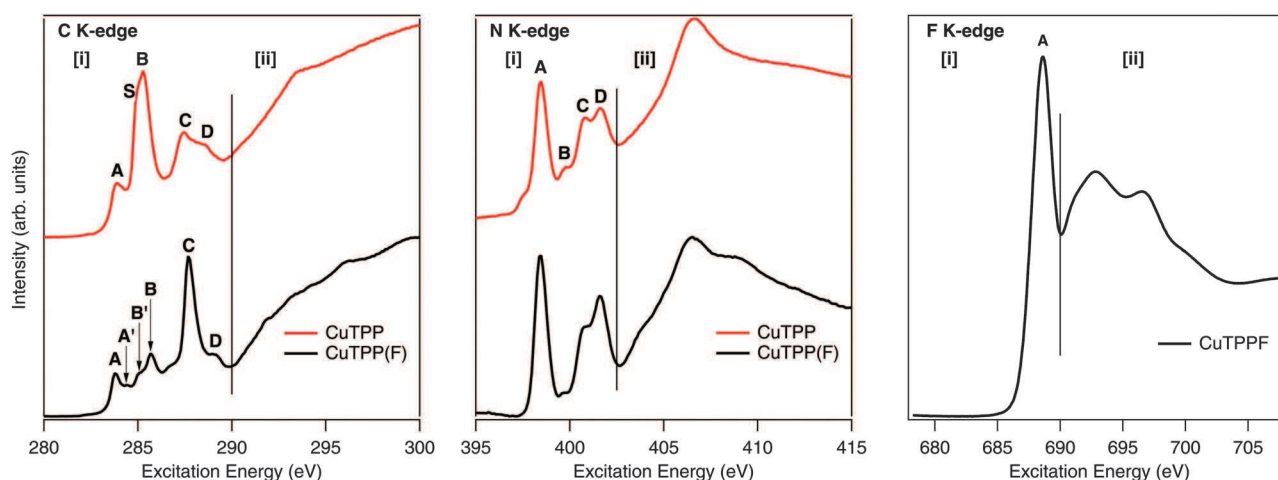 Intensity (arb. units)
C K-edge
[i]
[ii]
B
S
A
C
D
C
B
B'
A'
A
D
CuTPP
CuTPP(F)
280 285 290 295 300
Excitation Energy (eV)
N K-edge
[i]
[ii]
A
B
C
D
CuTPP
CuTPP(F)
395 400 405 410 415
Excitation Energy (eV)
F K-edge
[i]
[ii]
A
CuTPPF
680 685 690 695 700 705
Excitation Energy (eV)